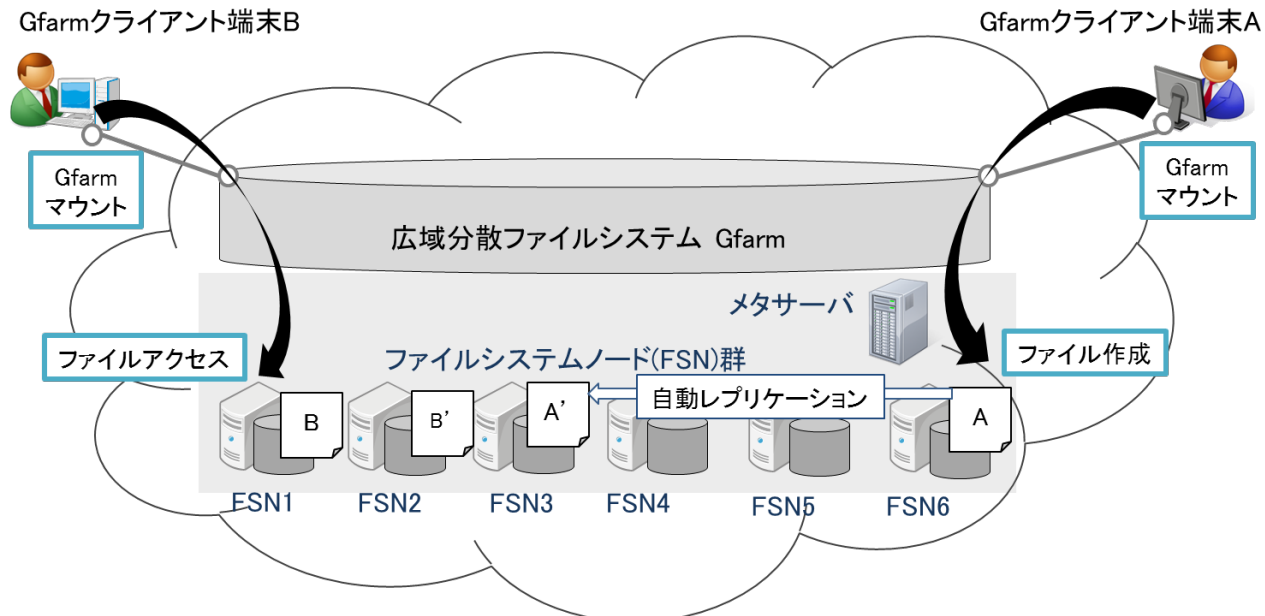 Gfarmクライアント端末B
Gfarmクライアント端末A
Gfarm
マウント
Gfarm
マウント
広域分散ファイルシステム Gfarm
メタサーバ
ファイルアクセス
ファイルシステムノード(FSN)群
ファイル作成
自動レプリケーション
B
B’
A’
A
FSN1
FSN2
FSN3
FSN4
FSN5
FSN6